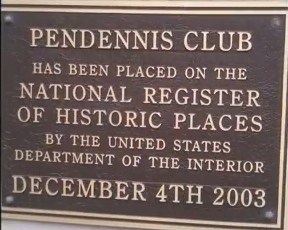 PENDENNIS CLUB
HAS BEEN PLACED ON THE
NATIONAL REGISTER
OF HISTORIC PLACES
BY THE UNITED STATES
DEPARTMENT OF THE INTERIOR
DECEMBER 4TH 2003